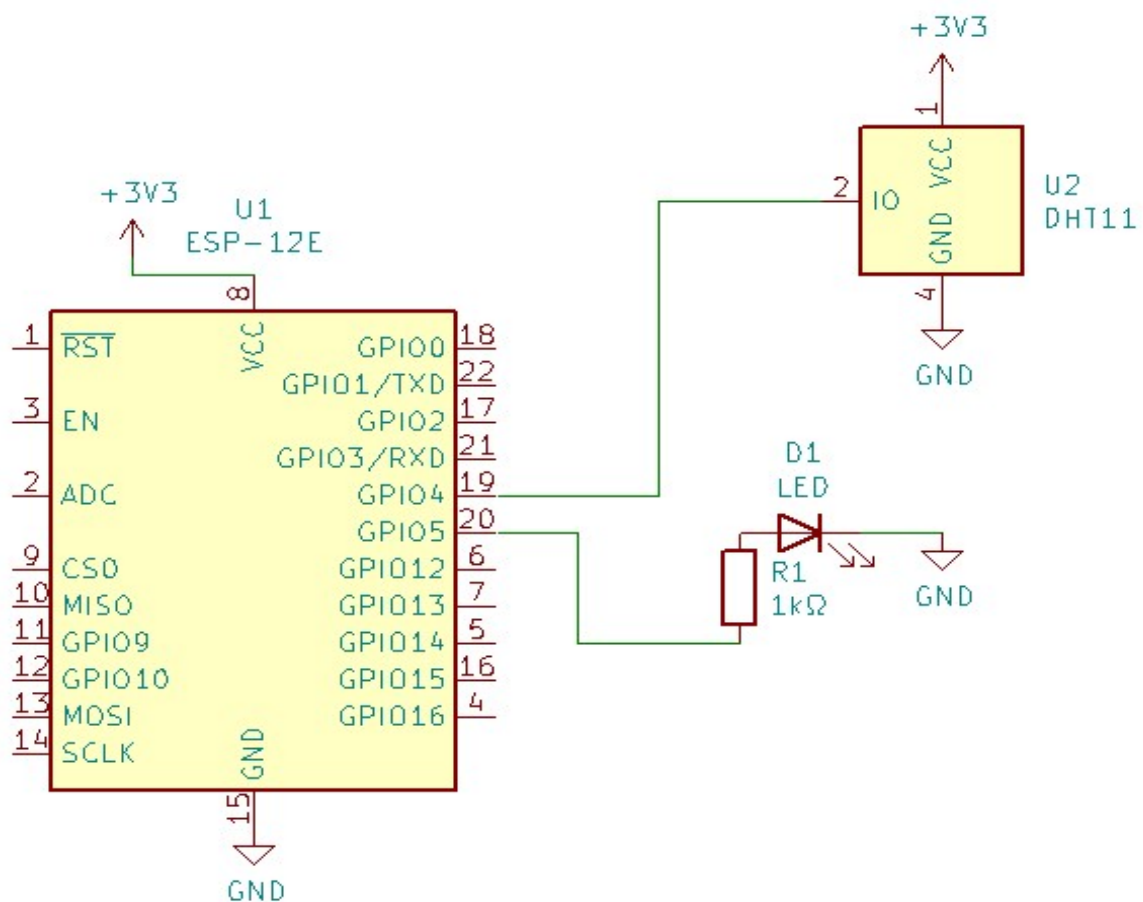 +3V3
1
VCC
2
IO
GND
4
U2
DHT11
GND
+3V3
U1
ESP-12E
8
VCC
1
RST
3
EN
2
ADC
9
CS0
10
MISO
11
GPIO9
12
GPIO10
13
MOSI
14
SCLK
GPIO0
18
GPIO1/TXD
22
GPIO2
17
GPIO3/RXD
21
GPIO4
19
GPIO5
20
GPIO12
6
GPIO13
7
GPIO14
5
GPIO15
16
GPIO16
4
GND
15
GND
D1
LED
R1
1kΩ
GND